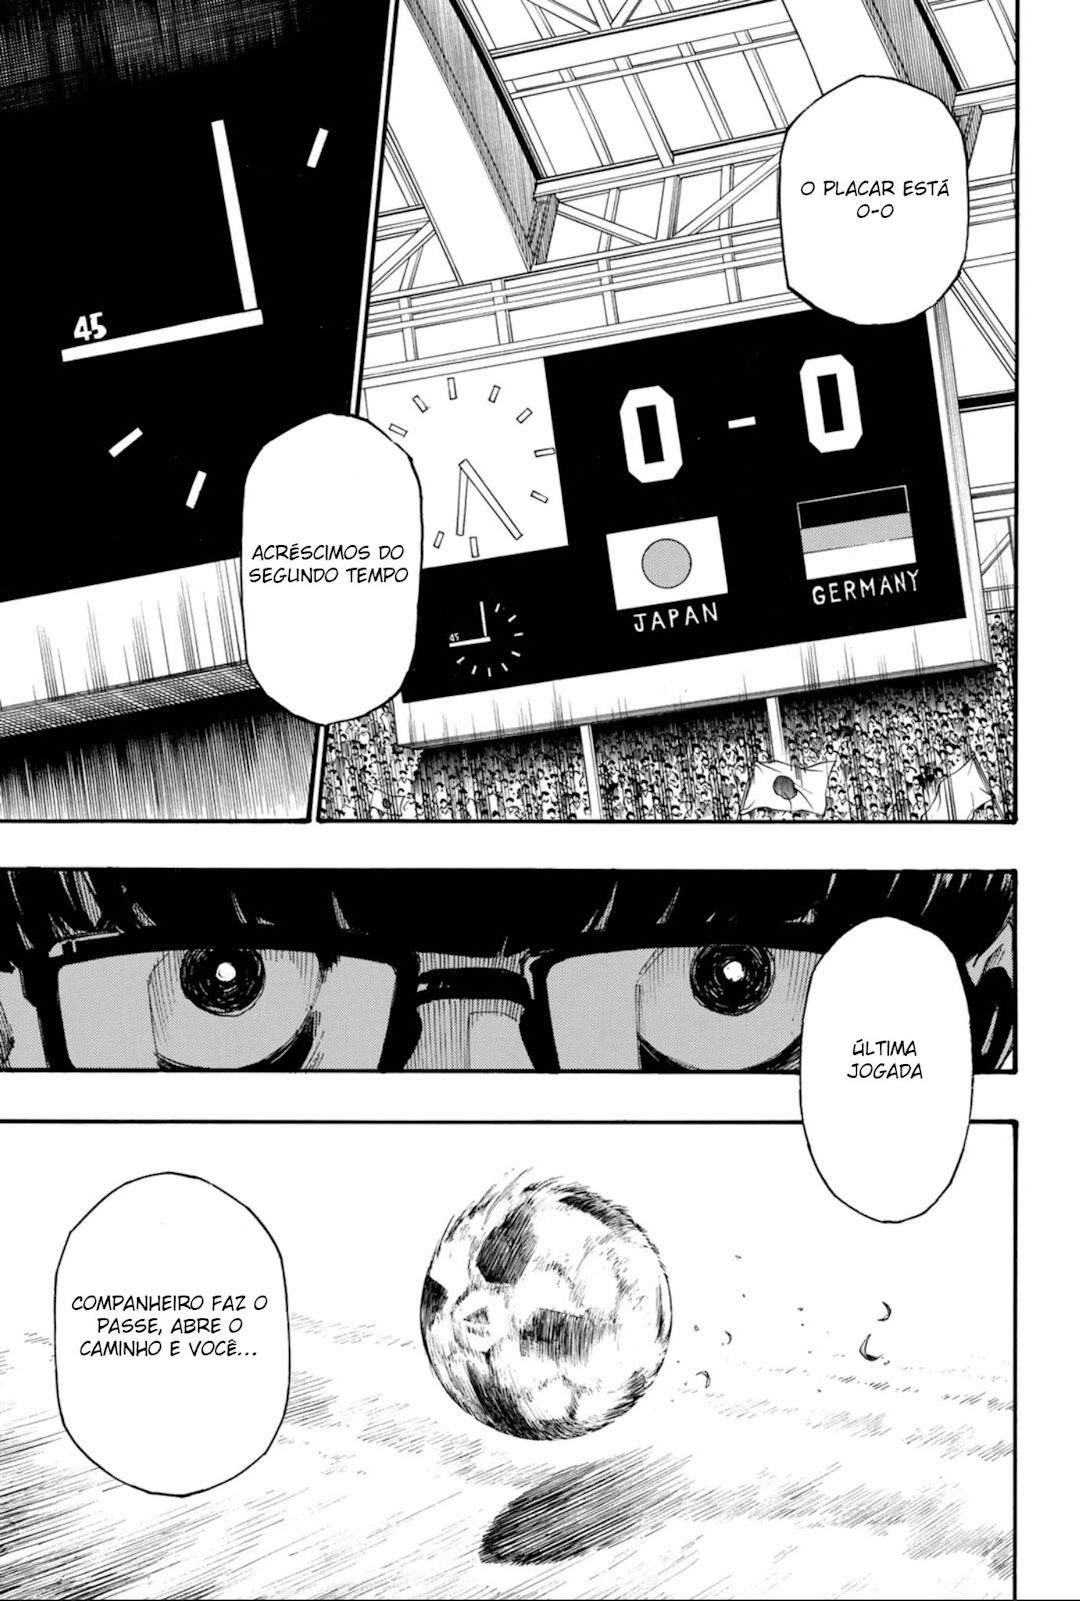 O PLACAR ESTÁ
0-0
0 - 0
JAPAN
GERMANY
45
45
ACRÉSCIMOS DO
SEGUNDO TEMPO
ÚLTIMA
JOGADA
COMPANHEIRO FAZ O
PASSE, ABRE O
CAMINHO E VOCÊ...